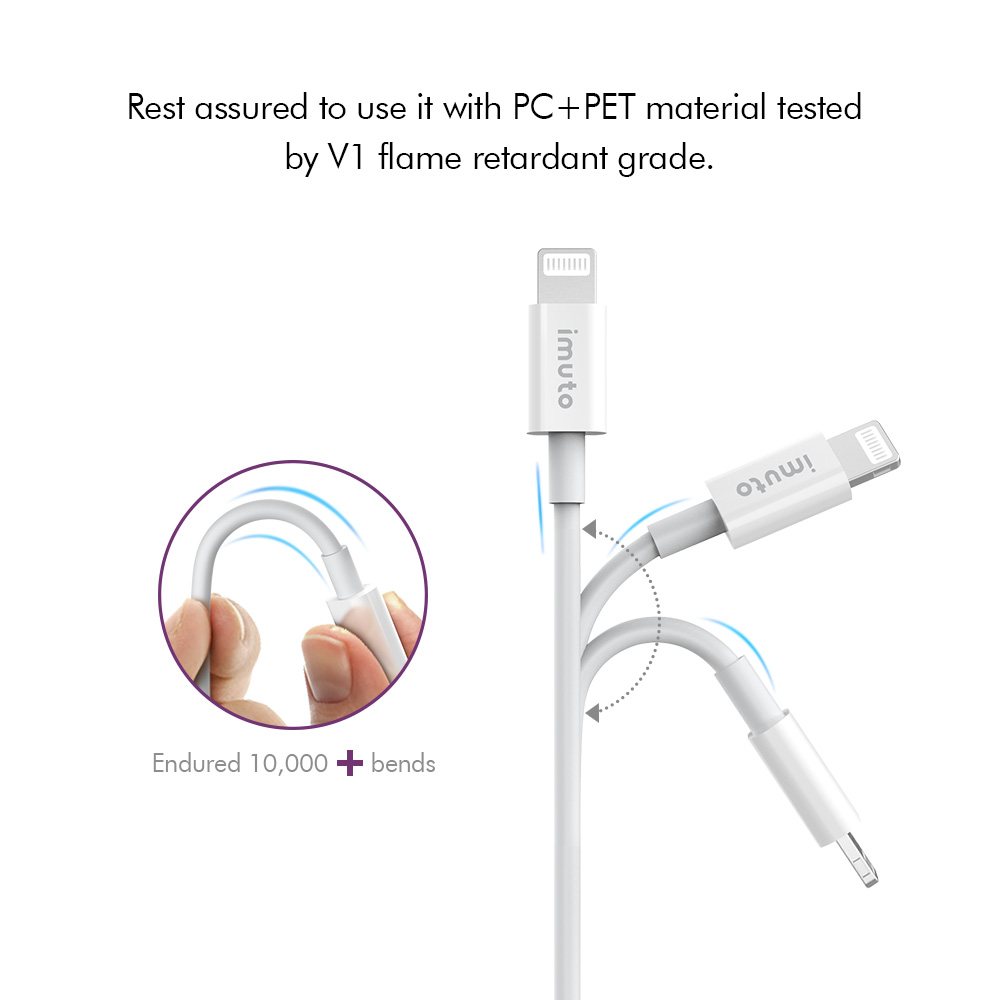 Rest assured to use it with PC+PET material tested
by V1 flame retardant grade.
imuto
imuto
Endured 10,000 + bends